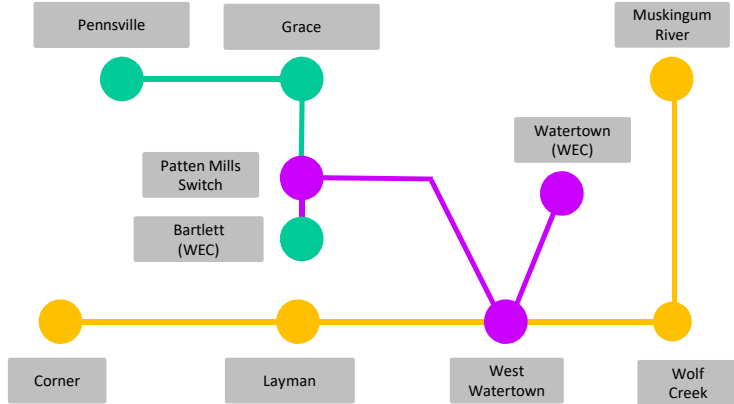 Pennsville
Grace
Muskingum
River
Watertown
(WEC)
Patten Mills
Switch
Bartlett
(WEC)
Corner
Layman
West
Watertown
Wolf
Creek